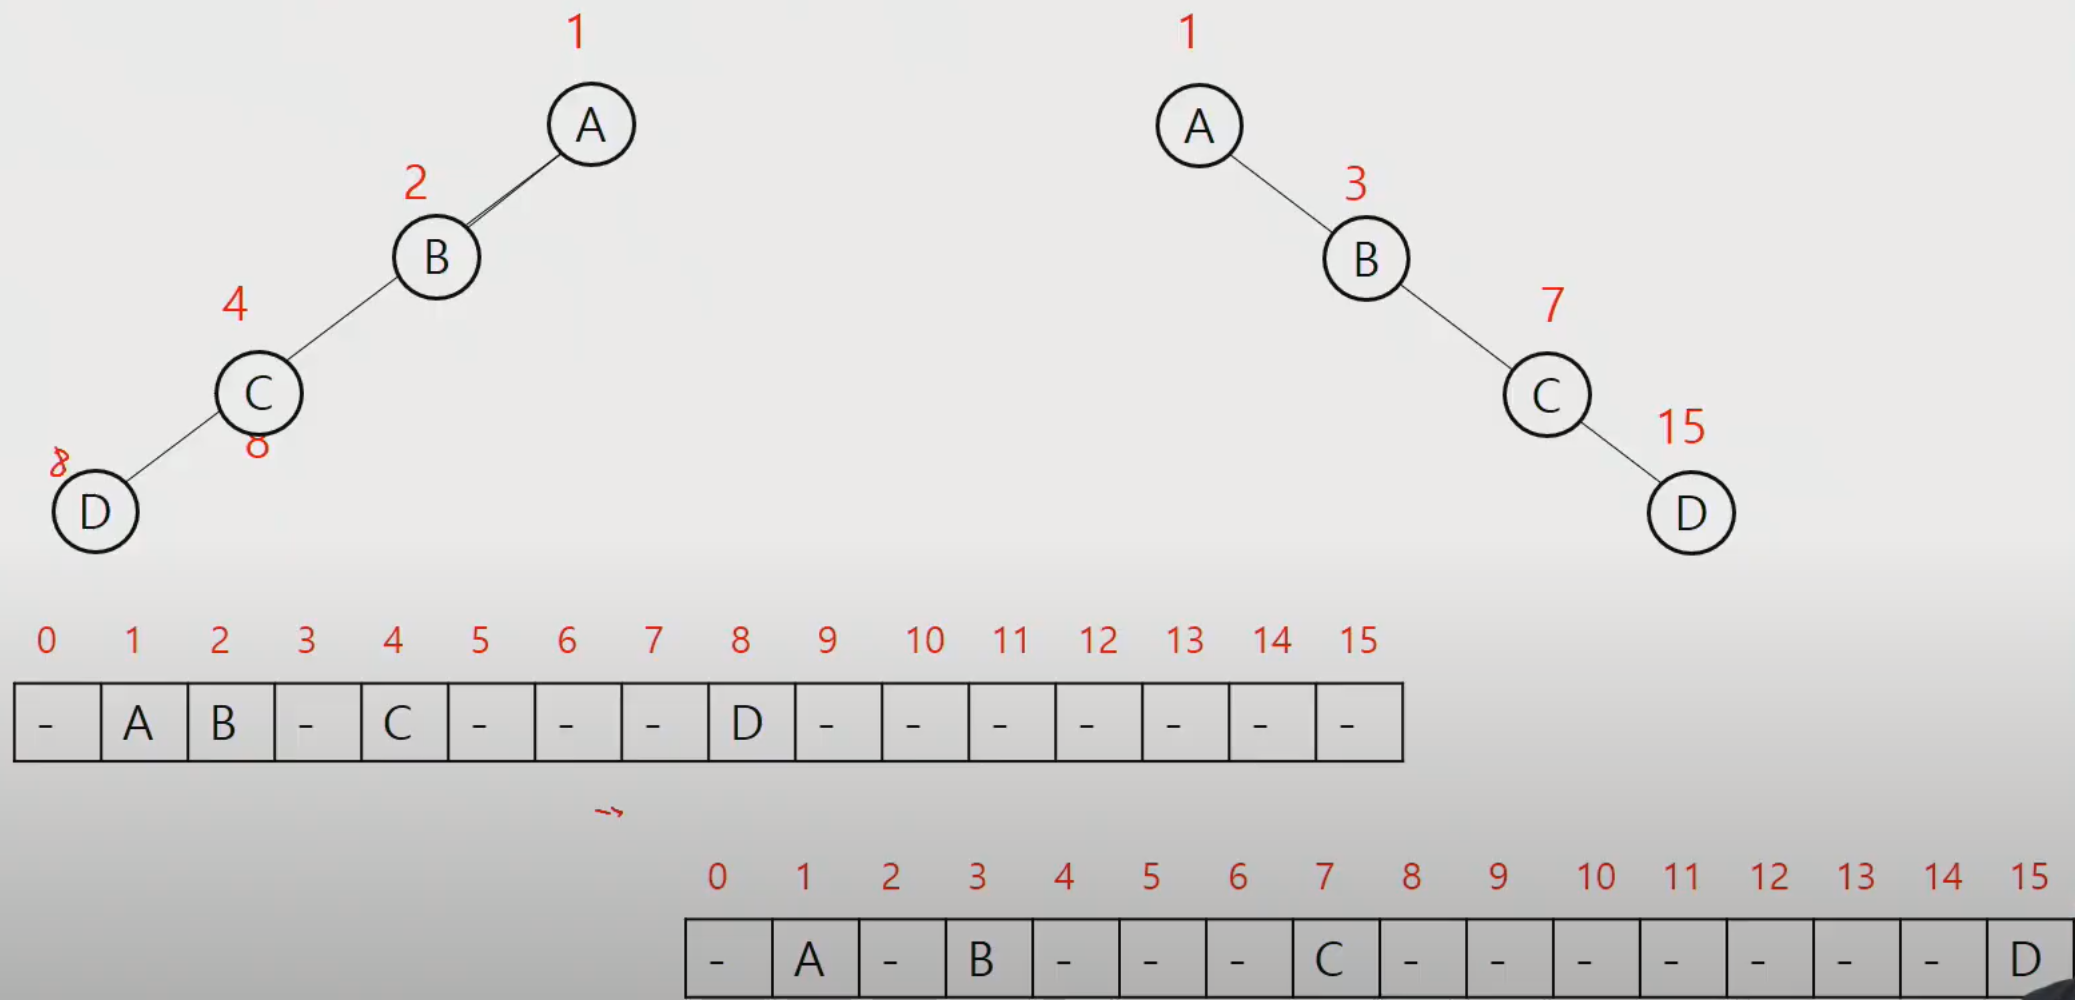 1 1
A A
2 3
B B
4 7
C C
8 8 15
D D
0 1 2 3 4 5 6 7 8 9 10 11 12 13 14 15
- A B - C - - - D - - - - - - -
0 1 2 3 4 5 6 7 8 9 10 11 12 13 14 15
- A - B - - - C - - - - - - - D